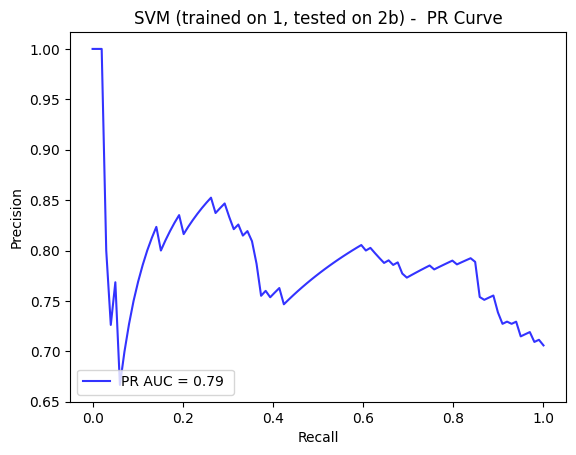 SVM (trained on 1, tested on 2b) -  PR Curve
Precision
1.00
0.95
0.90
0.85
0.80
0.75
0.70
0.65
PR AUC = 0.79
0.0 0.2 0.4 0.6 0.8 1.0
Recall